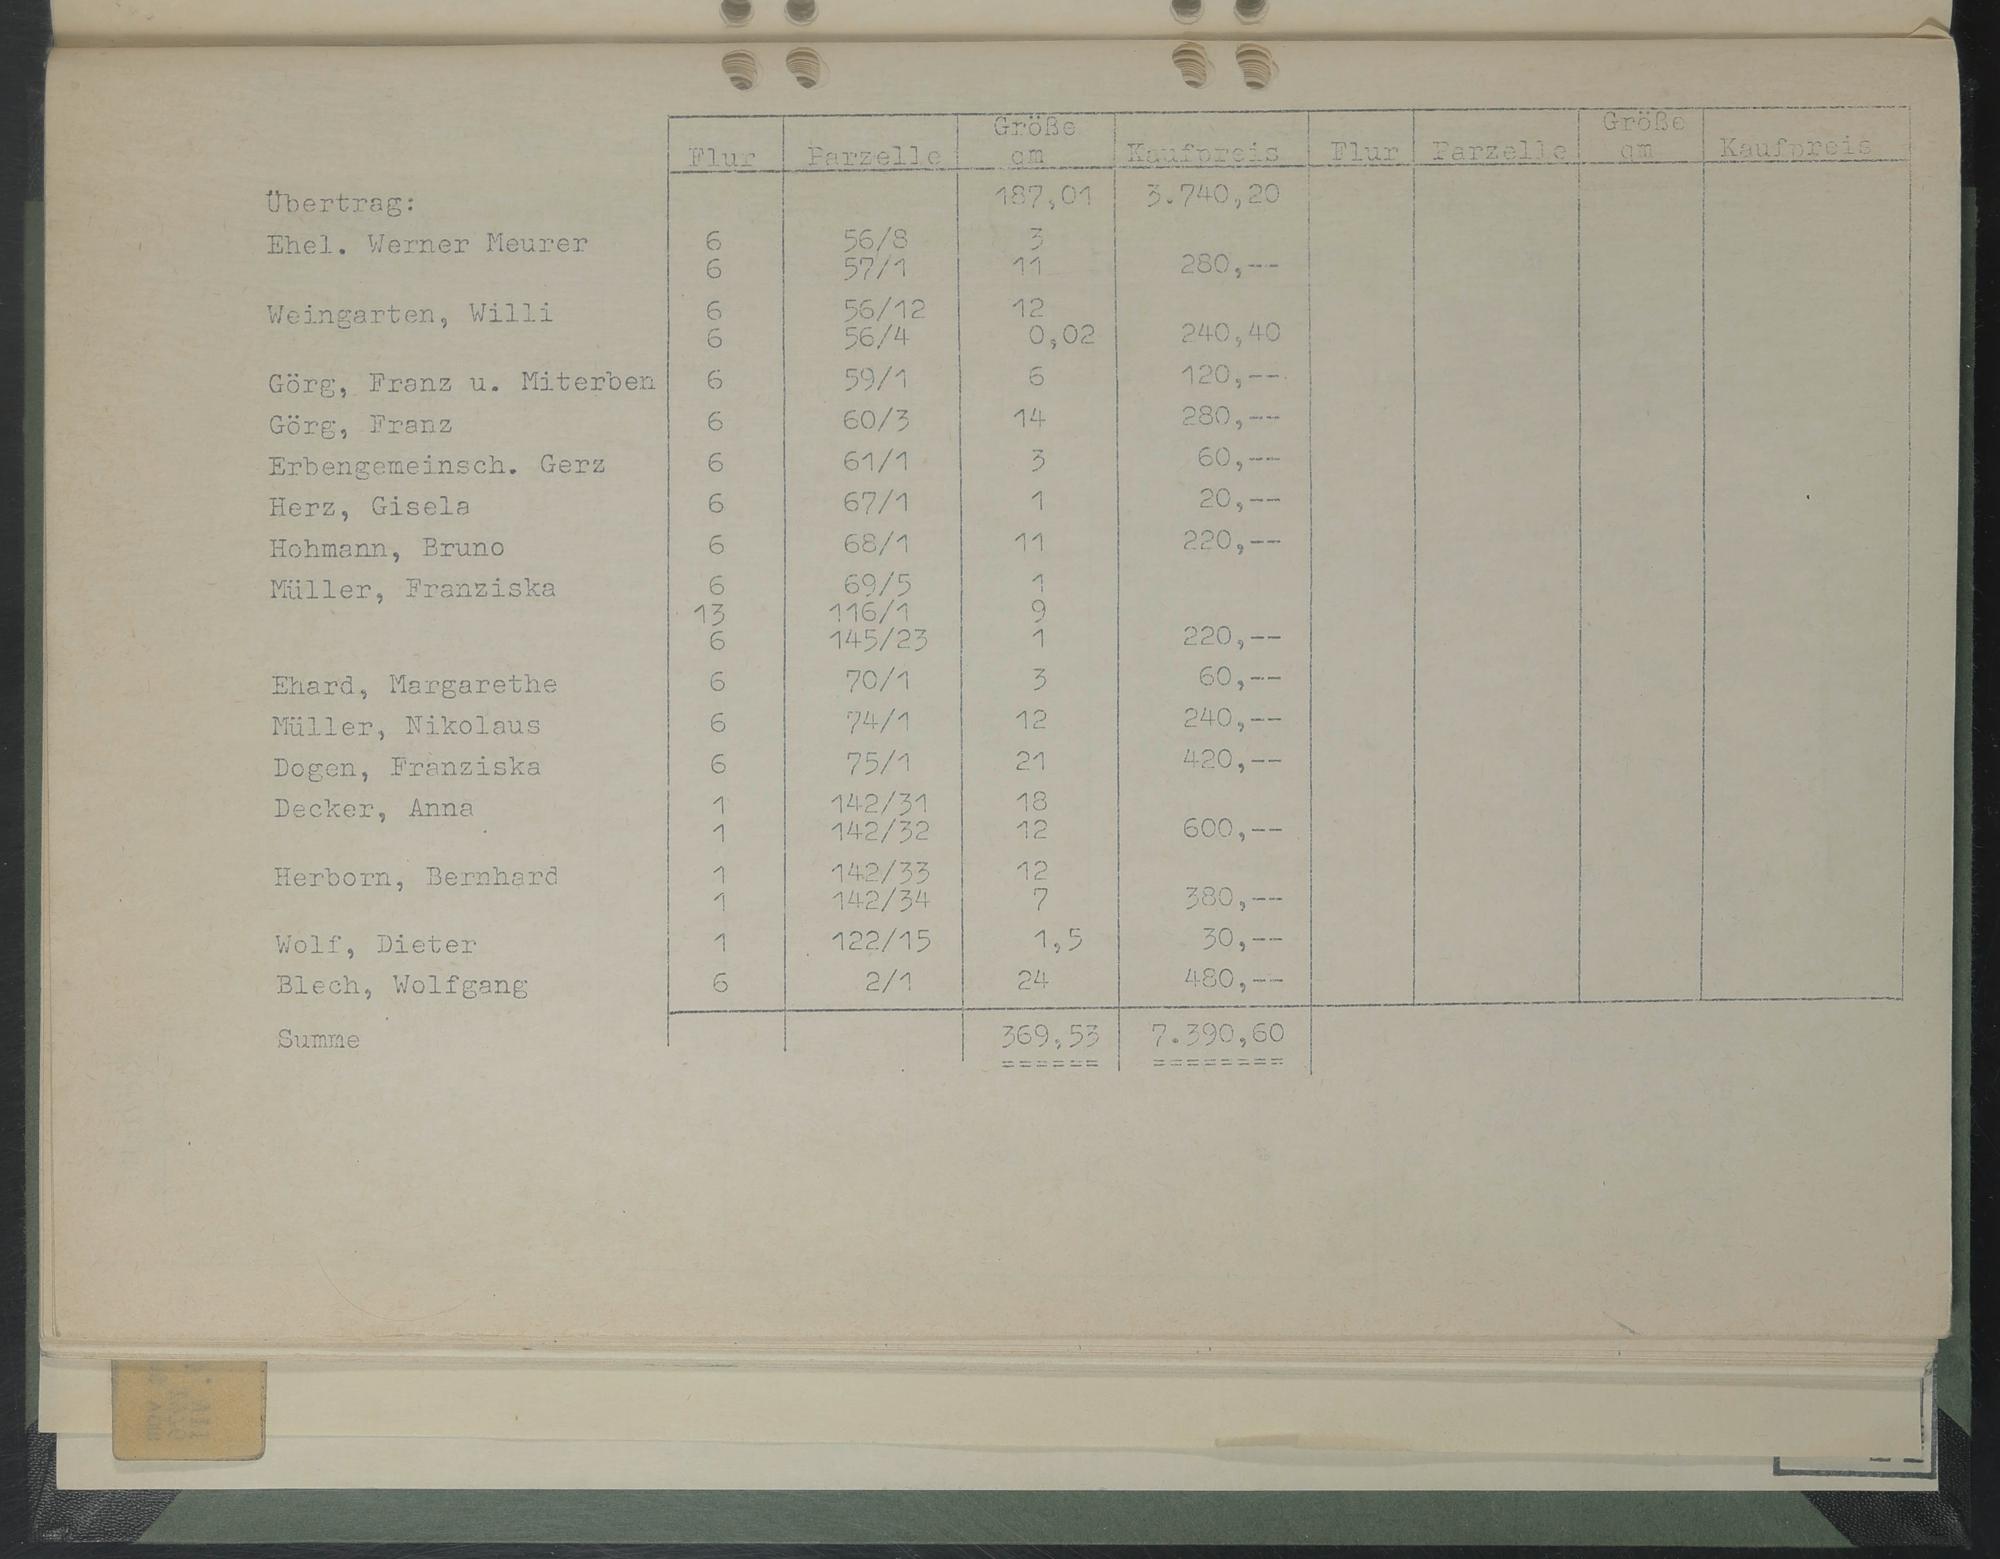 Flur Parzelle Größe qm Kaufpreis Flur Parzelle Größe qm Kaufpreis
Übertrag: 187,01 3.740,20
Ehel. Werner Meurer 6 56/8 3
6 57/1 11 280,--
Weingarten, Willi 6 56/12 12
6 56/4 0,02 240,40
Görg, Franz u. Miterben 6 59/1 6 120,--
Görg, Franz 6 60/3 14 280,--
Erbengemeinsch. Gerz 6 61/1 3 60,--
Herz, Gisela 6 67/1 1 20,--
Hohmann, Bruno 6 68/1 11 220,--
Müller, Franziska 6 69/5 1
13 116/1 9
6 145/23 1 220,--
Ehard, Margarethe 6 70/1 3 60,--
Müller, Nikolaus 6 74/1 12 240,--
Dogen, Franziska 6 75/1 21 420,--
Decker, Anna 1 142/31 18
1 142/32 12 600,--
Herborn, Bernhard 1 142/33 12
1 142/34 7 380,--
Wolf, Dieter 1 122/15 1,5 30,--
Blech, Wolfgang 6 2/1 24 480,--
Summe 369,53 7.390,60
====== ========